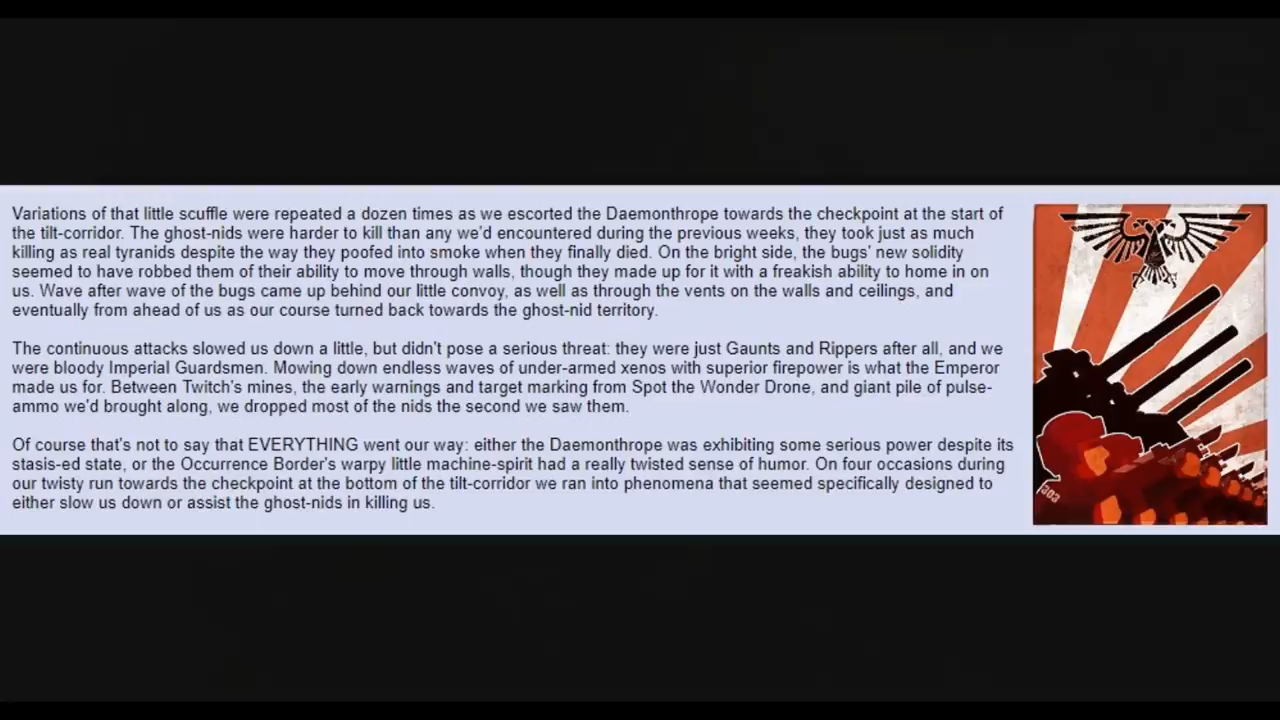 Variations of that little scuffle were repeated a dozen times as we escorted the Daemonthrope towards the checkpoint at the start of
the tilt-corridor. The ghost-nids were harder to kill than any we'd encountered during the previous weeks, they took just as much
killing as real tyranids despite the way they poofed into smoke when they finally died. On the bright side, the bugs' new solidity
seemed to have robbed them of their ability to move through walls, though they made up for it with a freakish ability to home in on
us. Wave after wave of the bugs came up behind our little convoy, as well as through the vents on the walls and ceilings, and
eventually from ahead of us as our course turned back towards the ghost-nid territory.
The continuous attacks slowed us down a little, but didn't pose a serious threat: they were just Gaunts and Rippers after all, and we
were bloody Imperial Guardsmen. Mowing down endless waves of under-armed xenos with superior firepower is what the Emperor
made us for. Between Twitch's mines, the early warnings and target marking from Spot the Wonder Drone, and giant pile of pulse-
ammo we'd brought along, we dropped most of the nids the second we saw them.
Of course that's not to say that EVERYTHING went our way: either the Daemonthrope was exhibiting some serious power despite its
stasis-ed state, or the Occurrence Border's warpy little machine-spirit had a really twisted sense of humor. On four occasions during
our twisty run towards the checkpoint at the bottom of the tilt-corridor we ran into phenomena that seemed specifically designed to
either slow us down or assist the ghost-nids in killing us.
303